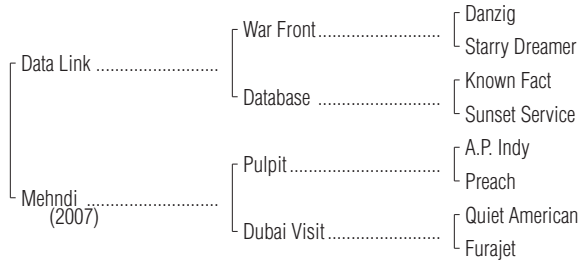 Danzig
War Front
Starry Dreamer
Data Link
Known Fact
Database
Sunset Service
A.P. Indy
Pulpit
Preach
Mehndi
(2007)
Quiet American
Dubai Visit
Furajet